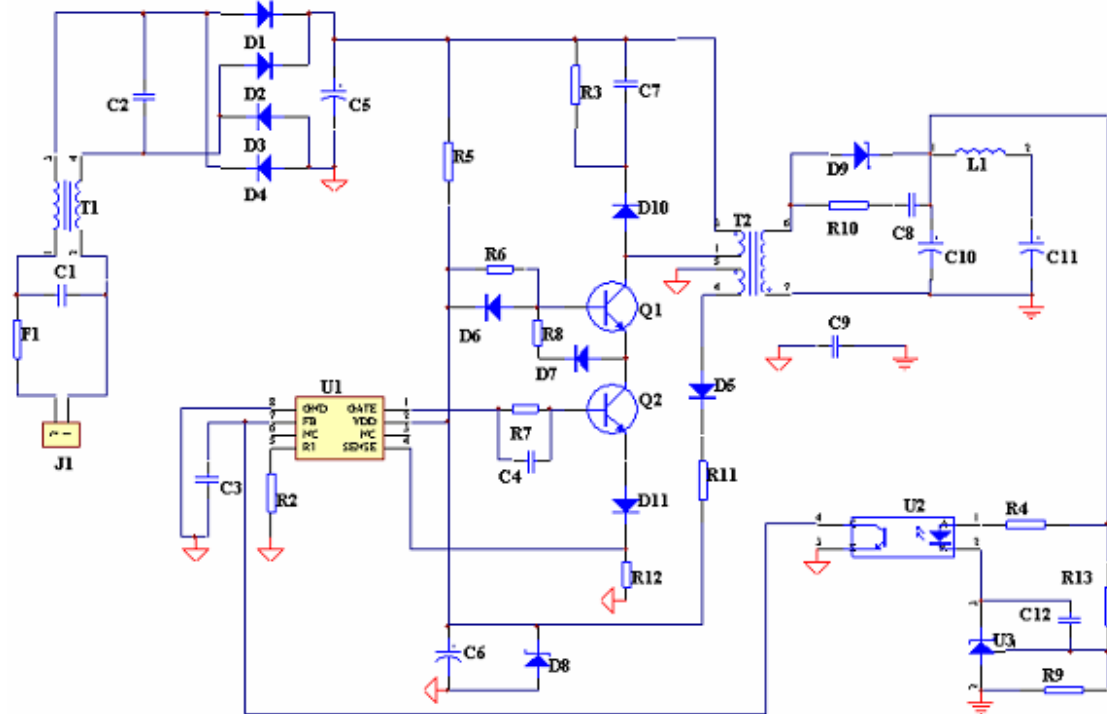 D1
D2
D3
D4
C2
C5
R3
C7
R5
T1
C1
F1
J1
D10
R6
D6
R8
D7
Q1
Q2
T2
D9
L1
R10
C8
C10
C11
C9
D5
R11
U1
GND
GATE
FB
VDD
NC
NC
RI
SENSE
R7
C4
C3
R2
D11
R12
C6
D8
U2
R4
R13
C12
U3
R9